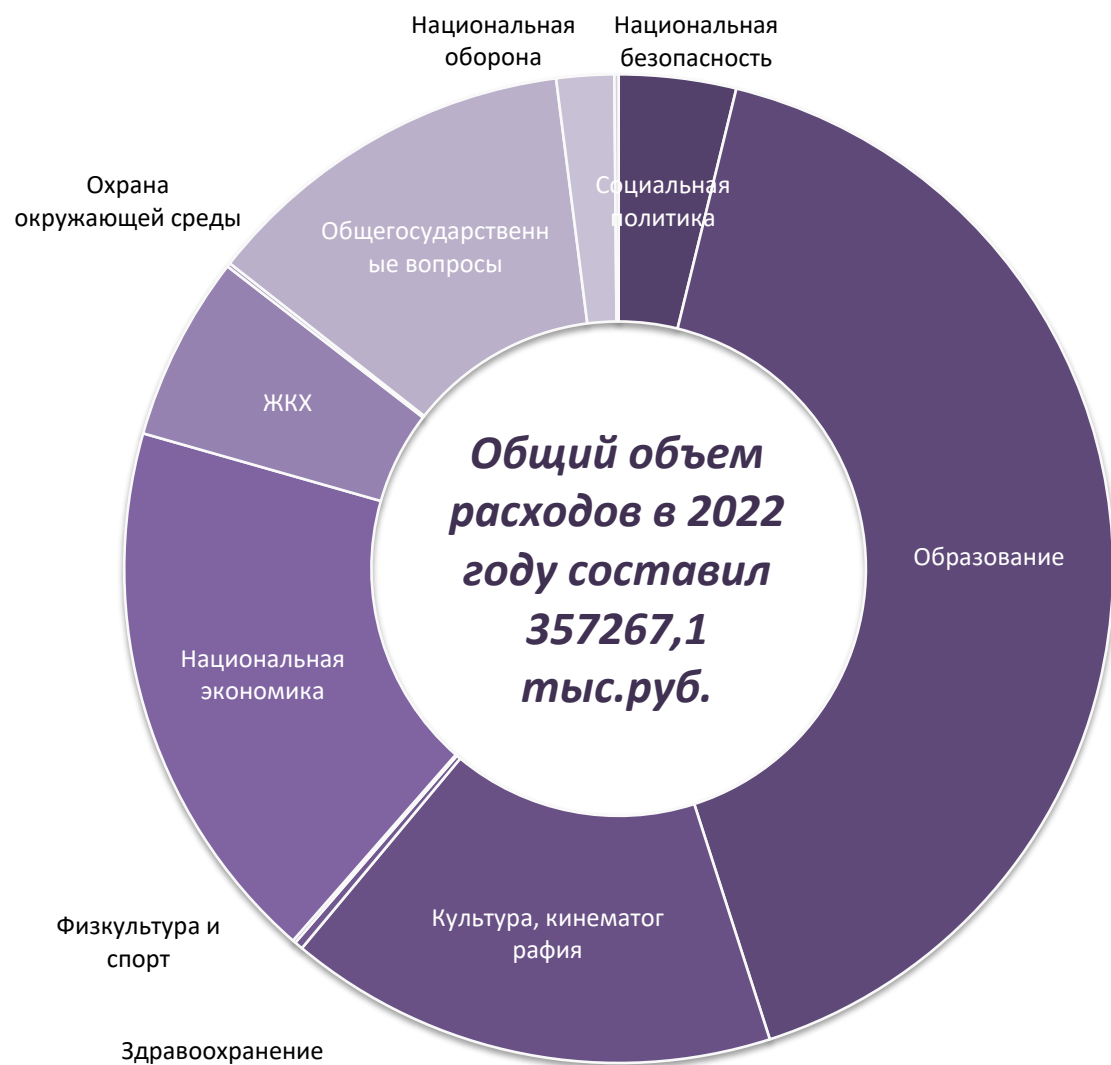 Национальная
оборона
Национальная
безопасность
Охрана
окружающей среды
Социальная
политика
Общегосударственн
ые вопросы
ЖКХ
Общий объем
расходов в 2022
году составил
357267,1
тыс.руб.
Образование
Национальная
экономика
Культура, кинематог
рафия
Физкультура и
спорт
Здравоохранение